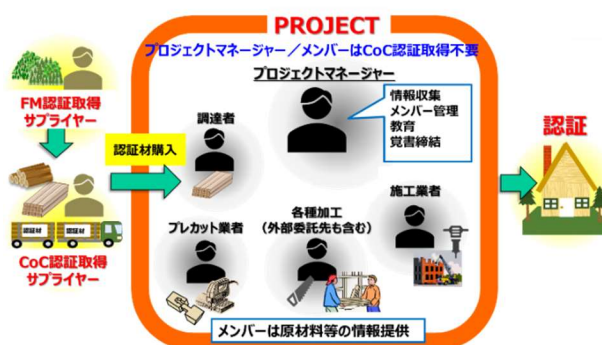 PROJECT
プロジェクトマネージャー／メンバーはCoC認証取得不要
プロジェクトマネージャー
情報収集
メンバー管理
教育
覚書締結
FM認証取得
サプライヤー
調達者
認証材購入
認証
認証材
認証材
CoC認証取得
サプライヤー
プレカット業者
各種加工
（外部委託先も含む）
施工業者
メンバーは原材料等の情報提供